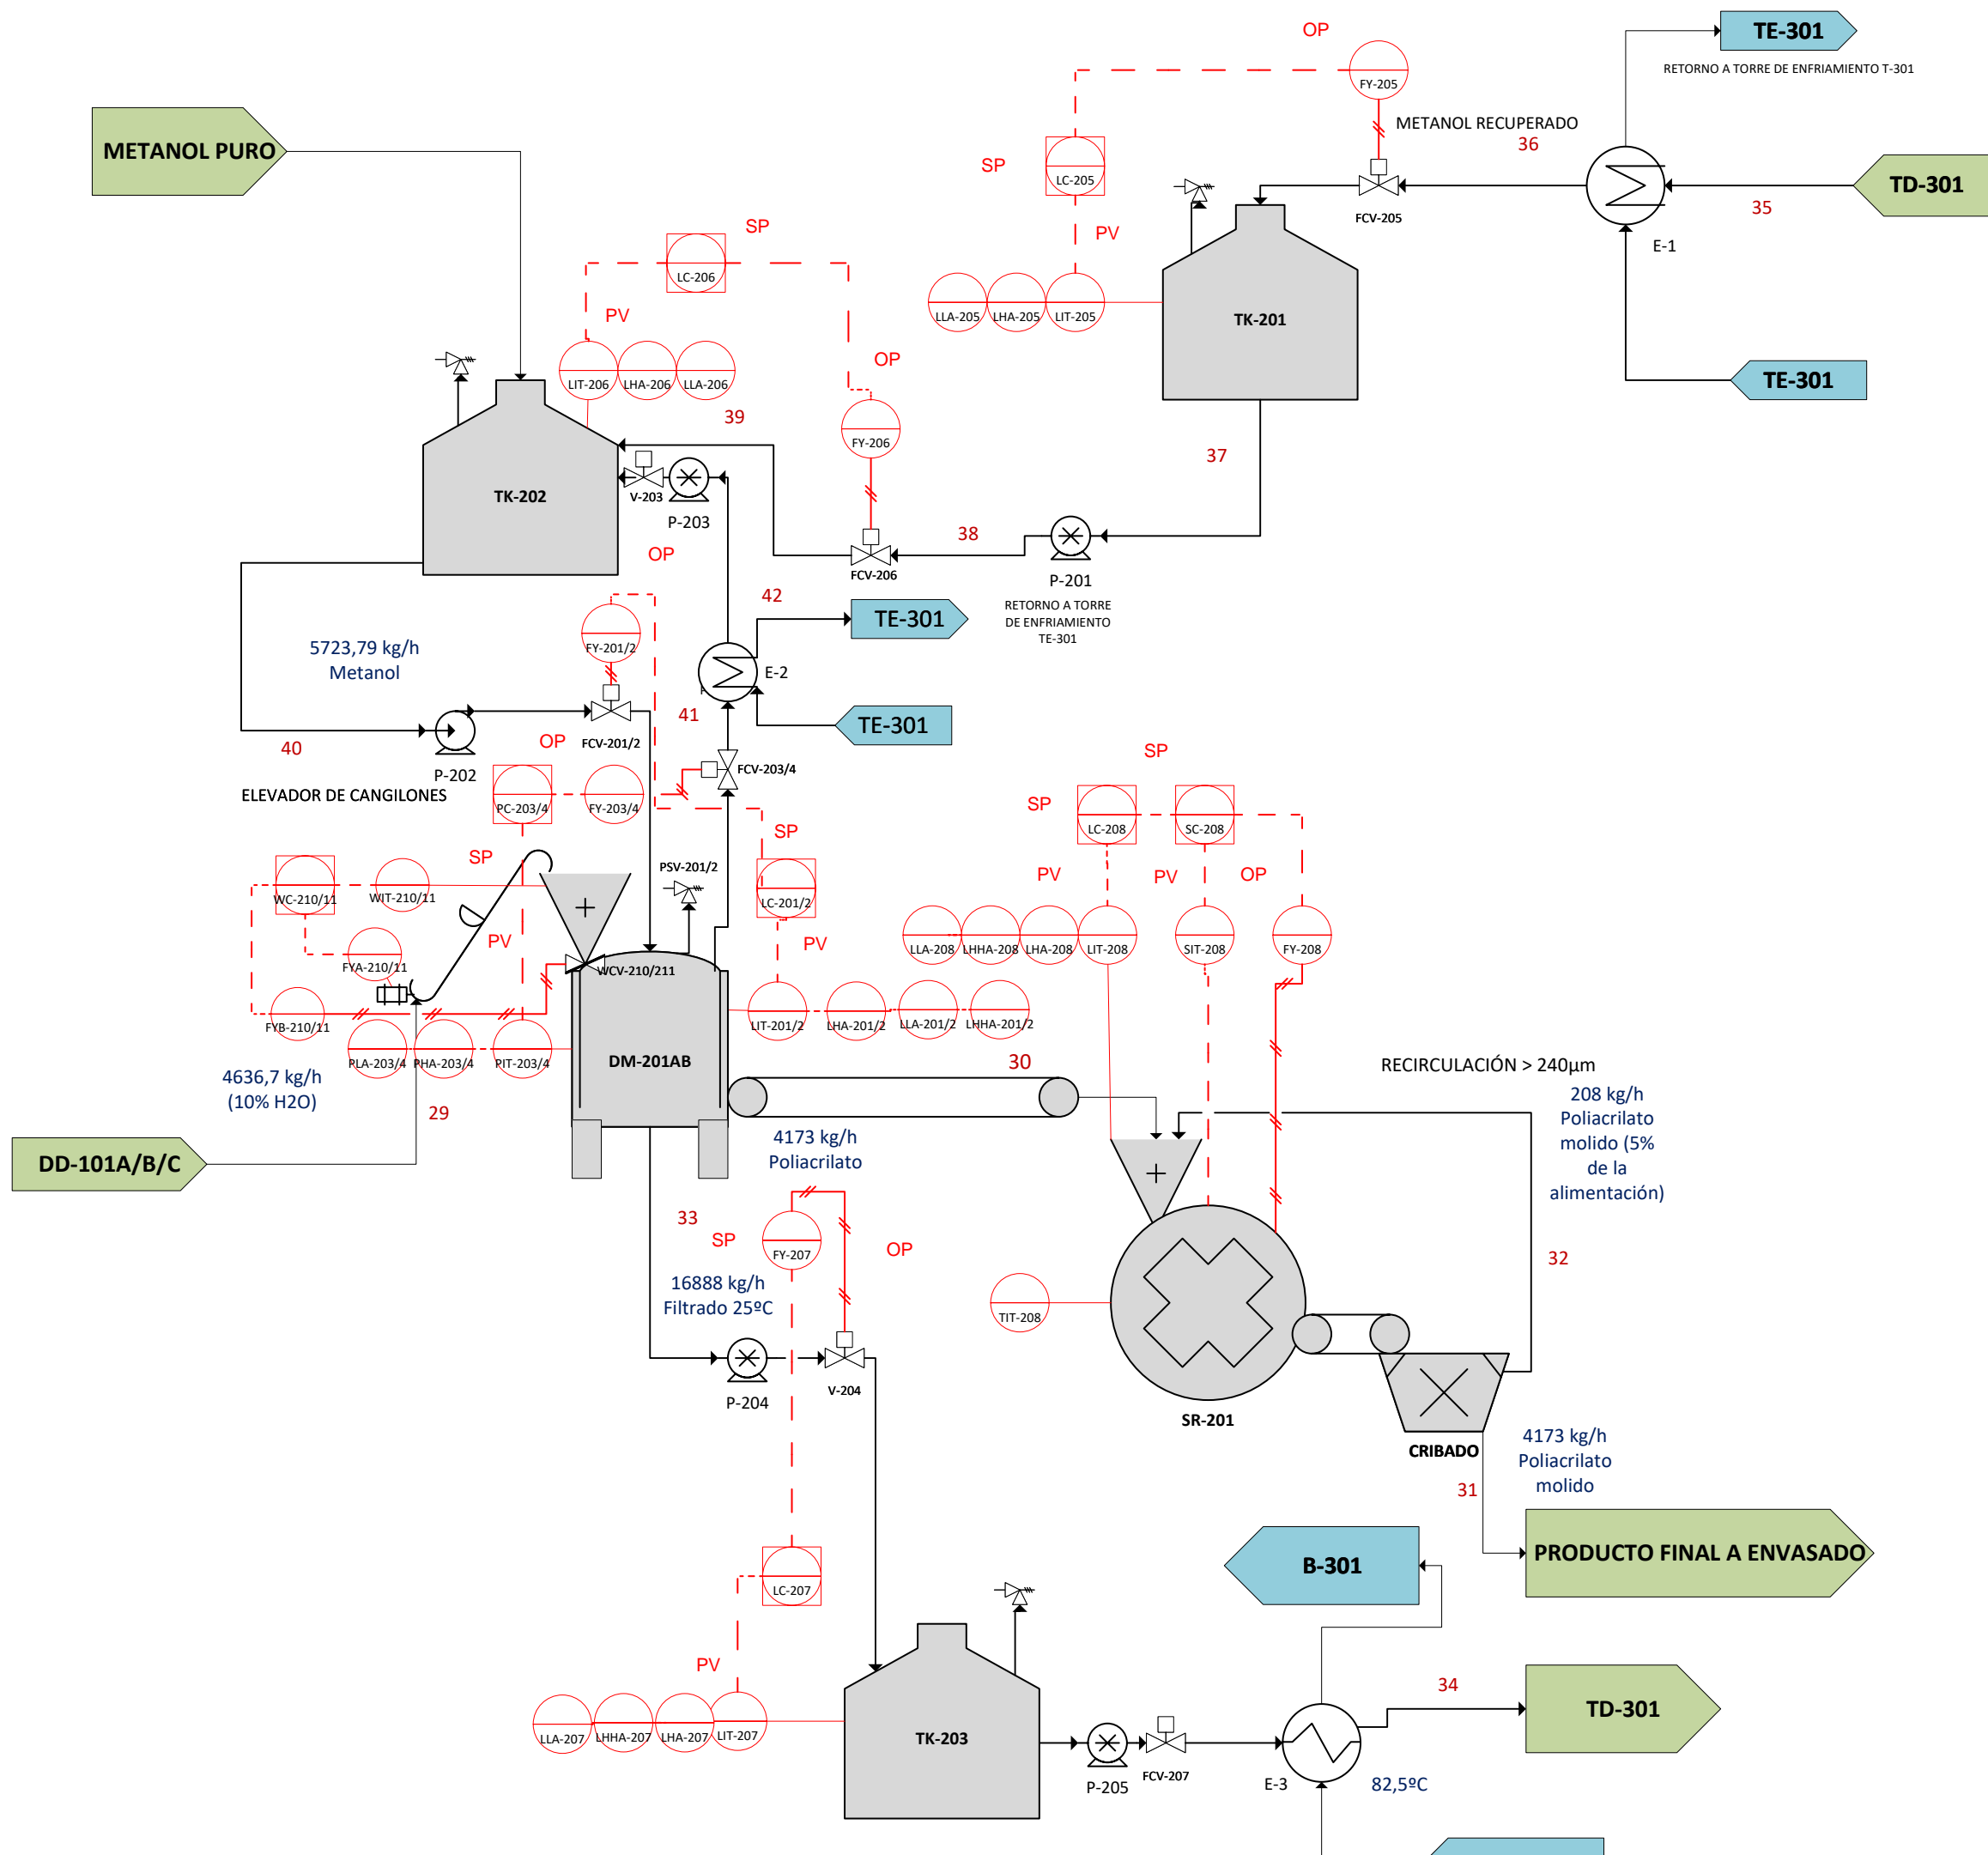 OP
TE-301
FY-205
RETORNO A TORRE DE ENFRIAMIENTO T-301
METANOL PURO
METANOL RECUPERADO
36
SP
LC-205
TD-301
35
FCV-205
E-1
PV
SP
LC-206
LLA-205
LHA-205
LIT-205
TK-201
PV
OP
LIT-206
LHA-206
LLA-206
TE-301
39
FY-206
37
TK-202
V-203
P-203
38
OP
FCV-206
P-201
42
RETORNO A TORRE
DE ENFRIAMIENTO
TE-301
TE-301
5723,79 kg/h
Metanol
FY-201/2
E-2
41
TE-301
40
OP
FCV-201/2
P-202
FCV-203/4
SP
ELEVADOR DE CANGILONES
PC-203/4
FY-203/4
SP
LC-208
SC-208
SP
SP
PSV-201/2
PV
PV
OP
WC-210/11
WIT-210/11
LC-201/2
PV
PV
LLA-208
LHHA-208
LHA-208
LIT-208
SIT-208
FY-208
FYA-210/11
WCV-210/211
FYB-210/11
LIT-201/2
LHA-201/2
LLA-201/2
LHHA-201/2
PLA-203/4
PHA-203/4
PIT-203/4
DM-201AB
30
RECIRCULACIÓN > 240µm
4636,7 kg/h
(10% H2O)
29
208 kg/h
Poliacrilato
molido (5%
de la
alimentación)
4173 kg/h
Poliacrilato
DD-101A/B/C
33
SP
FY-207
OP
32
16888 kg/h
Filtrado 25ºC
TIT-208
V-204
P-204
SR-201
CRIBADO
4173 kg/h
Poliacrilato
molido
31
PRODUCTO FINAL A ENVASADO
B-301
LC-207
PV
34
TD-301
LLA-207
LHHA-207
LHA-207
LIT-207
TK-203
FCV-207
P-205
E-3
82,5ºC